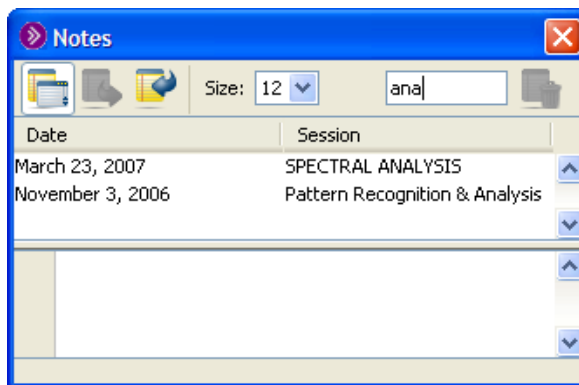 Notes
Size: 12 ana
Date Session
March 23, 2007 SPECTRAL ANALYSIS
November 3, 2006 Pattern Recognition & Analysis